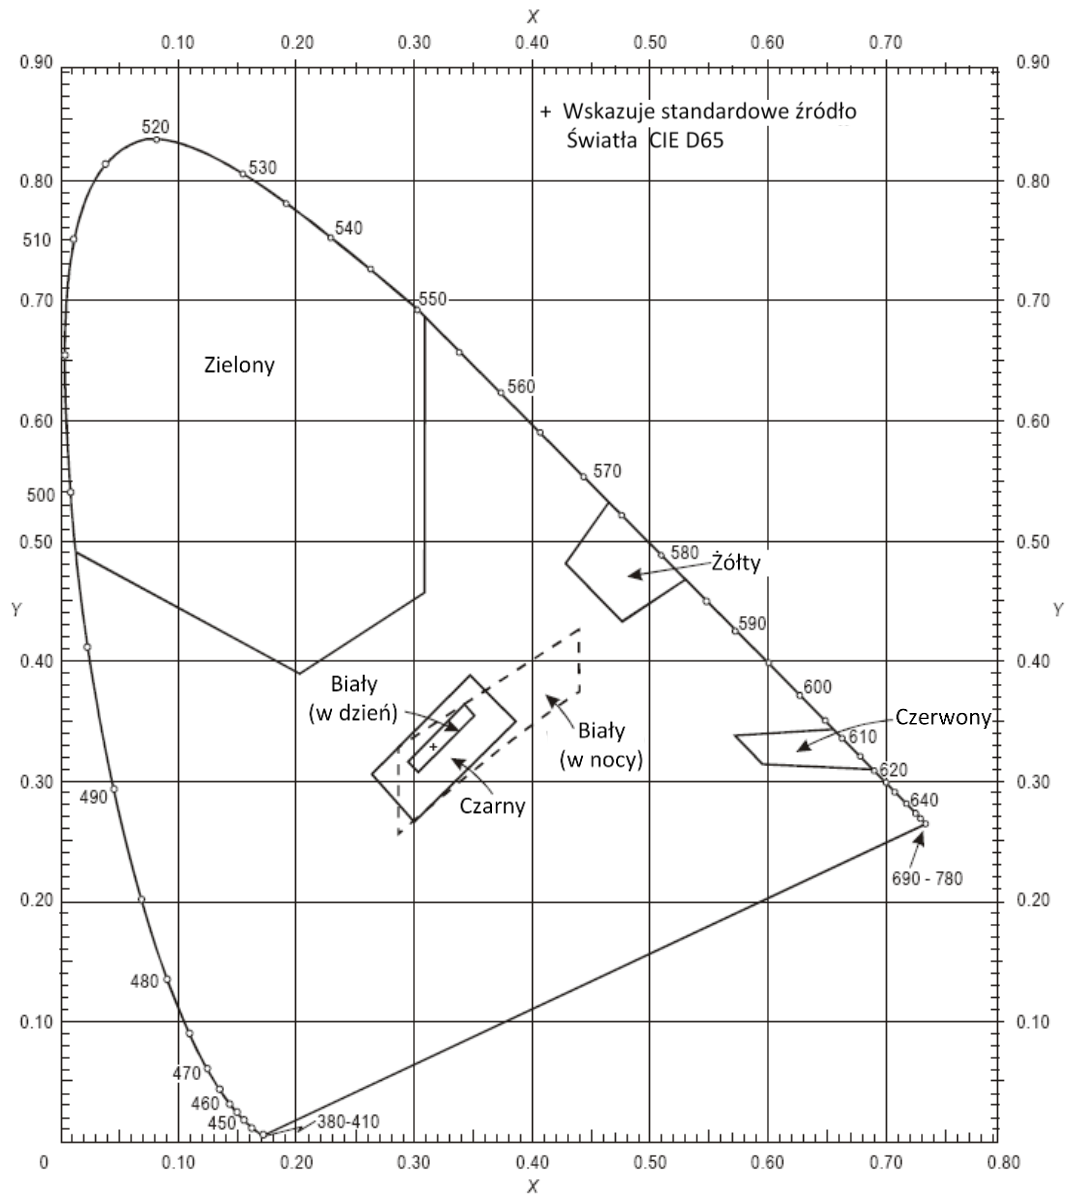 X
0.10 0.20 0.30 0.40 0.50 0.60 0.70
0.90 0.90
+ Wskazuje standardowe źródło
Światła CIE D65
520
530
0.80 0.80
540
510
550
0.70 0.70
Zielony
560
0.60 0.60
570
500
0.50 580 0.50
Żółty
Y Y
590
0.40 0.40
Biały
(w dzień)
600
Czerwony
610
Biały
(w nocy)
0.30 620 0.30
490
Czarny
640
690 - 780
0.20 0.20
480
0.10 0.10
470
460
450 380-410
0 0.10 0.20 0.30 0.40 0.50 0.60 0.70 0.80
X